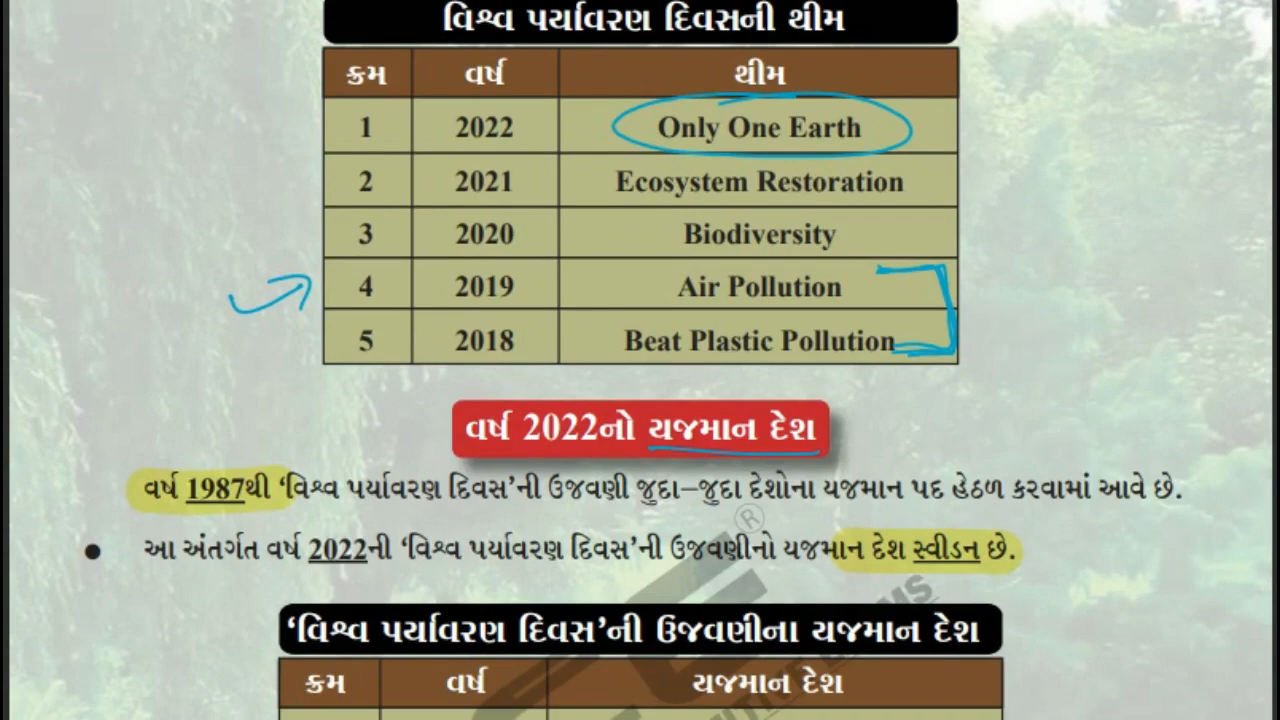 વિશ્વ પર્યાવરણ દિવસની થીમ
ક્રમ વર્ષ થીમ
1 2022 Only One Earth
2 2021 Ecosystem Restoration
3 2020 Biodiversity
4 2019 Air Pollution
5 2018 Beat Plastic Pollution
વર્ષ 2022નો યજમાન દેશ
વર્ષ 1987થી ‘વિશ્વ પર્યાવરણ દિવસ’ની ઉજવણી જુદા–જુદા દેશોના યજમાન પદ હેઠળ કરવામાં આવે છે.
● આ અંતર્ગત વર્ષ 2022ની ‘વિશ્વ પર્યાવરણ દિવસ’ની ઉજવણીનો યજમાન દેશ સ્વીડન છે.
‘વિશ્વ પર્યાવરણ દિવસ’ની ઉજવણીના યજમાન દેશ
ક્રમ વર્ષ યજમાન દેશ